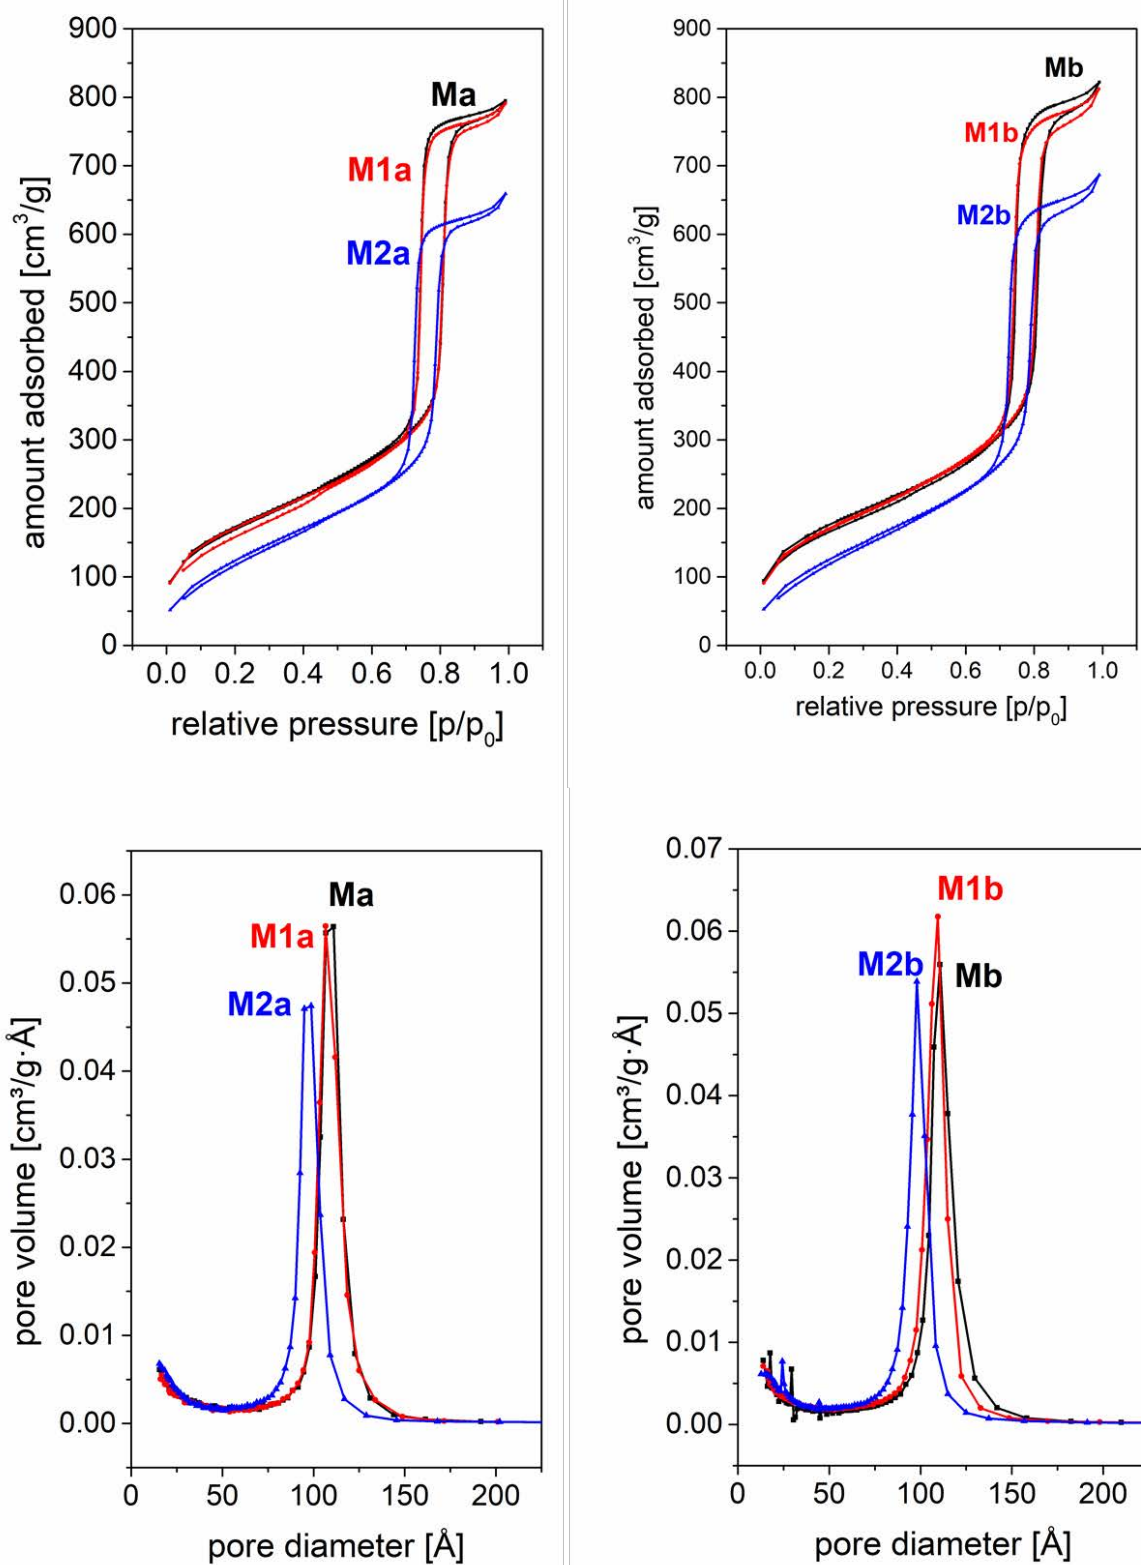 900
800
700
600
500
400
300
200
100
0
amount adsorbed [cm³/g]
Ma
M1a
M2a
0.0 0.2 0.4 0.6 0.8 1.0
relative pressure [p/p₀]
900
800
700
600
500
400
300
200
100
0
amount adsorbed [cm³/g]
Mb
M1b
M2b
0.0 0.2 0.4 0.6 0.8 1.0
relative pressure [p/p₀]
0.06
0.05
0.04
0.03
0.02
0.01
0.00
pore volume [cm³/g·Å]
Ma
M1a
M2a
0 50 100 150 200
pore diameter [Å]
0.07
0.06
0.05
0.04
0.03
0.02
0.01
0.00
pore volume [cm³/g·Å]
M1b
M2b
Mb
0 50 100 150 200
pore diameter [Å]